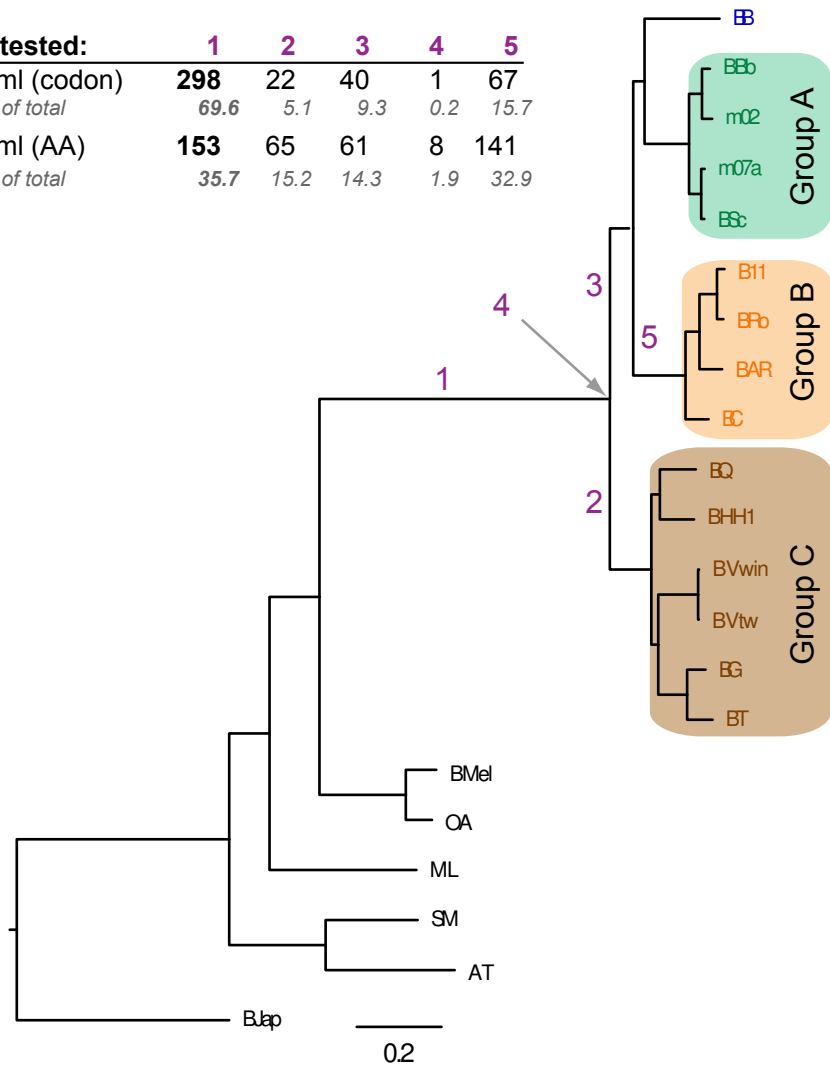 tested: 1 2 3 4 5
ml (codon) 298 22 40 1 67
of total 69.6 5.1 9.3 0.2 15.7
ml (AA) 153 65 61 8 141
of total 35.7 15.2 14.3 1.9 32.9
BB
BBb
m02
m07a
BSc
Group A
3
4
B11
BRo
5
BAR
BC
Group B
1
2
BQ
BHH1
BVwin
BVtw
BG
BT
Group C
BMel
OA
ML
SM
AT
BJap
0.2